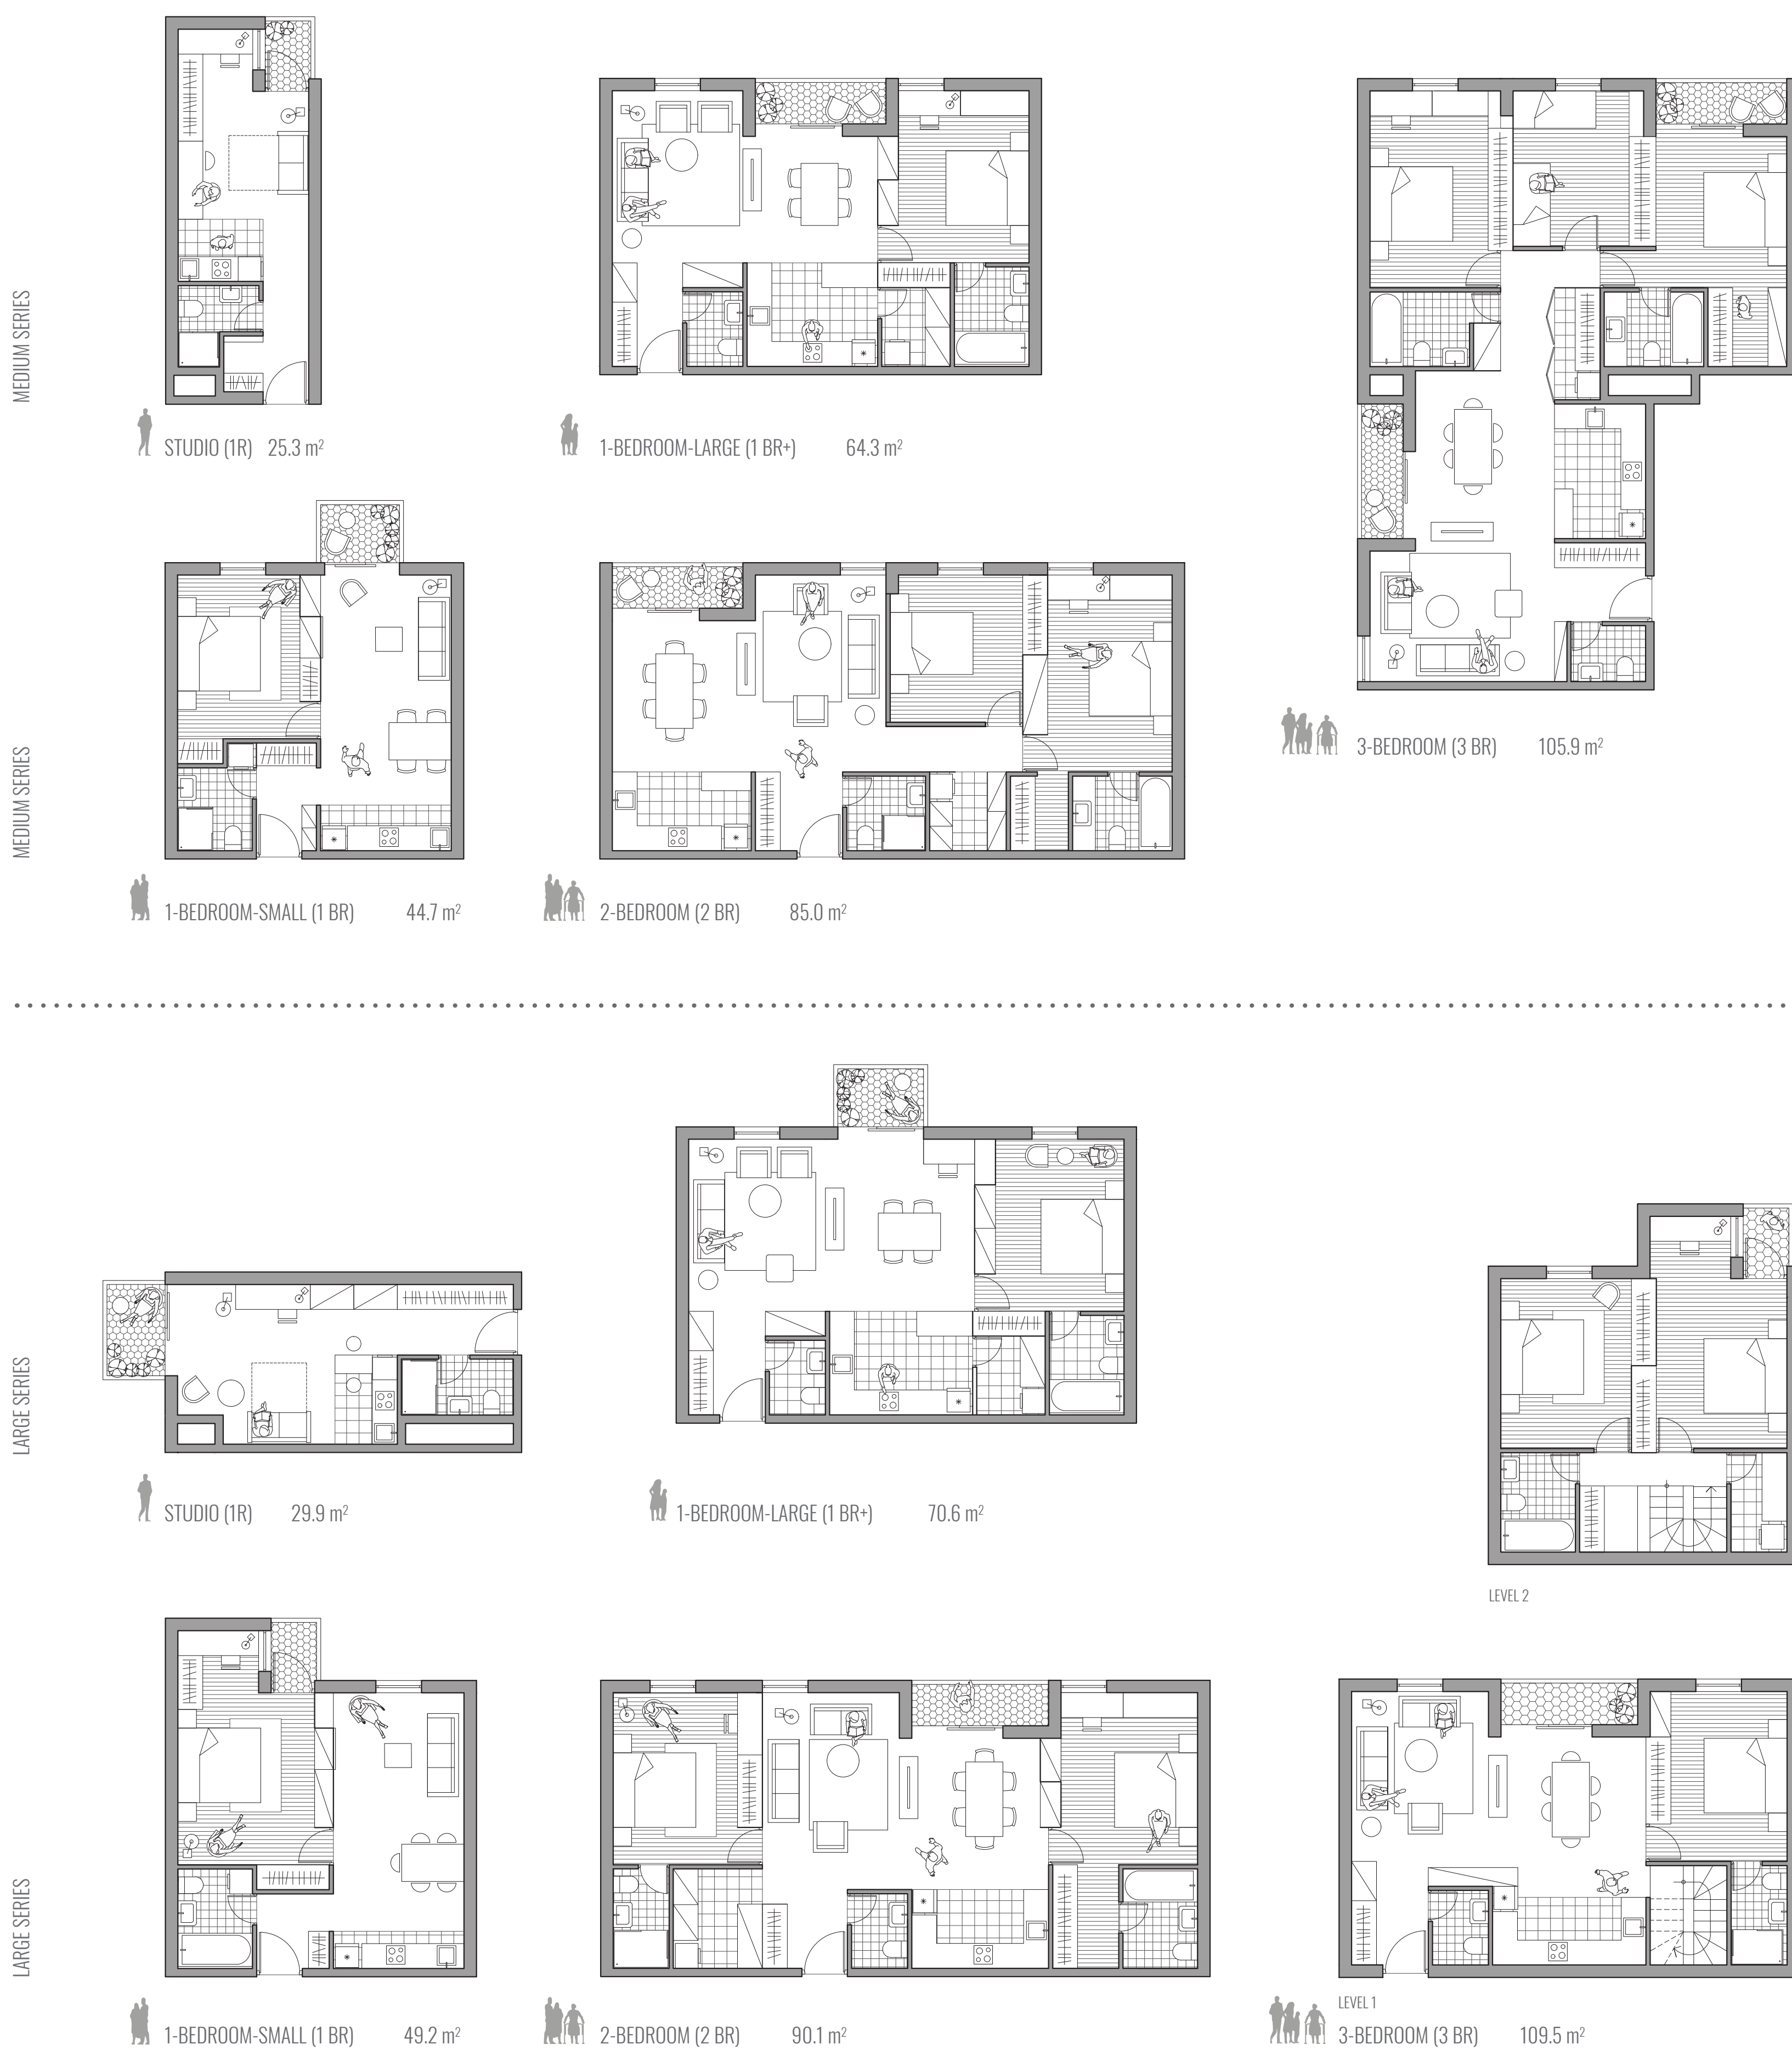 MEDIUM SERIES
STUDIO (1R) 25.3 m²
1-BEDROOM-LARGE (1 BR+) 64.3 m²
3-BEDROOM (3 BR) 105.9 m²
MEDIUM SERIES
1-BEDROOM-SMALL (1 BR) 44.7 m²
2-BEDROOM (2 BR) 85.0 m²
LARGE SERIES
STUDIO (1R) 29.9 m²
1-BEDROOM-LARGE (1 BR+) 70.6 m²
LEVEL 2
LARGE SERIES
1-BEDROOM-SMALL (1 BR) 49.2 m²
2-BEDROOM (2 BR) 90.1 m²
LEVEL 1
3-BEDROOM (3 BR) 109.5 m²